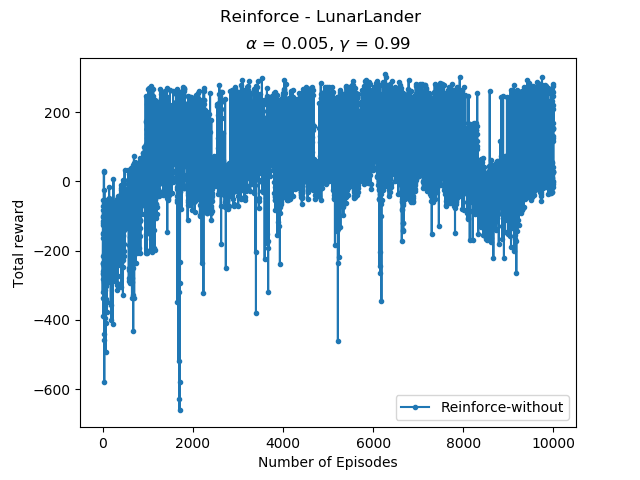 Reinforce - LunarLander
α = 0.005, γ = 0.99
Total reward
200
0
−200
−400
−600
0 2000 4000 6000 8000 10000
Number of Episodes
Reinforce-without